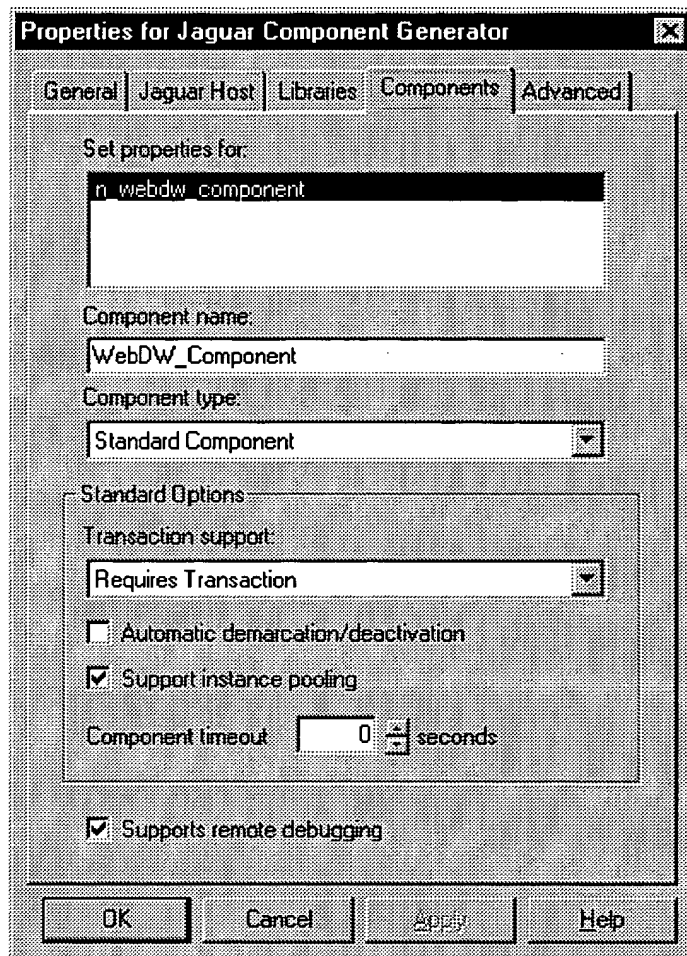 Properties for Jaguar Component Generator
General Jaguar Host Libraries Components Advanced
Set properties for:
n_webdw_component
Component name:
WebDW_Component
Component type:
Standard Component
Standard Options
Transaction support:
Requires Transaction
Automatic demarcation/deactivation
Support instance pooling
Component timeout 0 seconds
Supports remote debugging
OK Cancel Apply Help